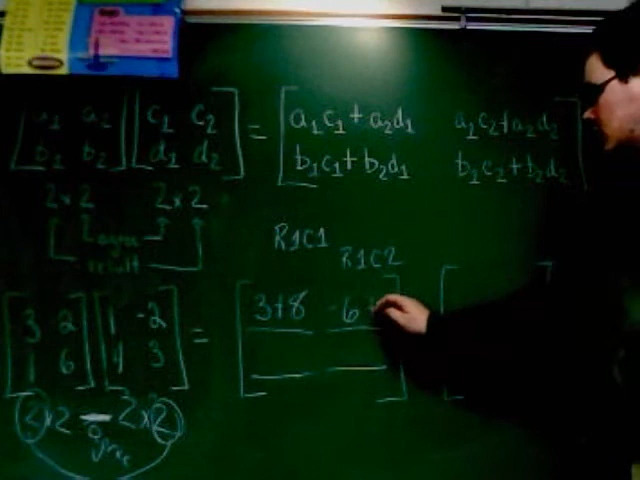 [a₁ a₂ b₁ b₂] [c₁ c₂ d₁ d₂] = [a₁c₁+a₂d₁ a₁c₂+a₂d₂
b₁c₁+b₂d₁ b₁c₂+b₂d₂]
2×2 2×2
agree
result
R1C1
R1C2
3 2 1 -2 = 3+8 -6+
1 6 4 3
2×2 2×2
agree